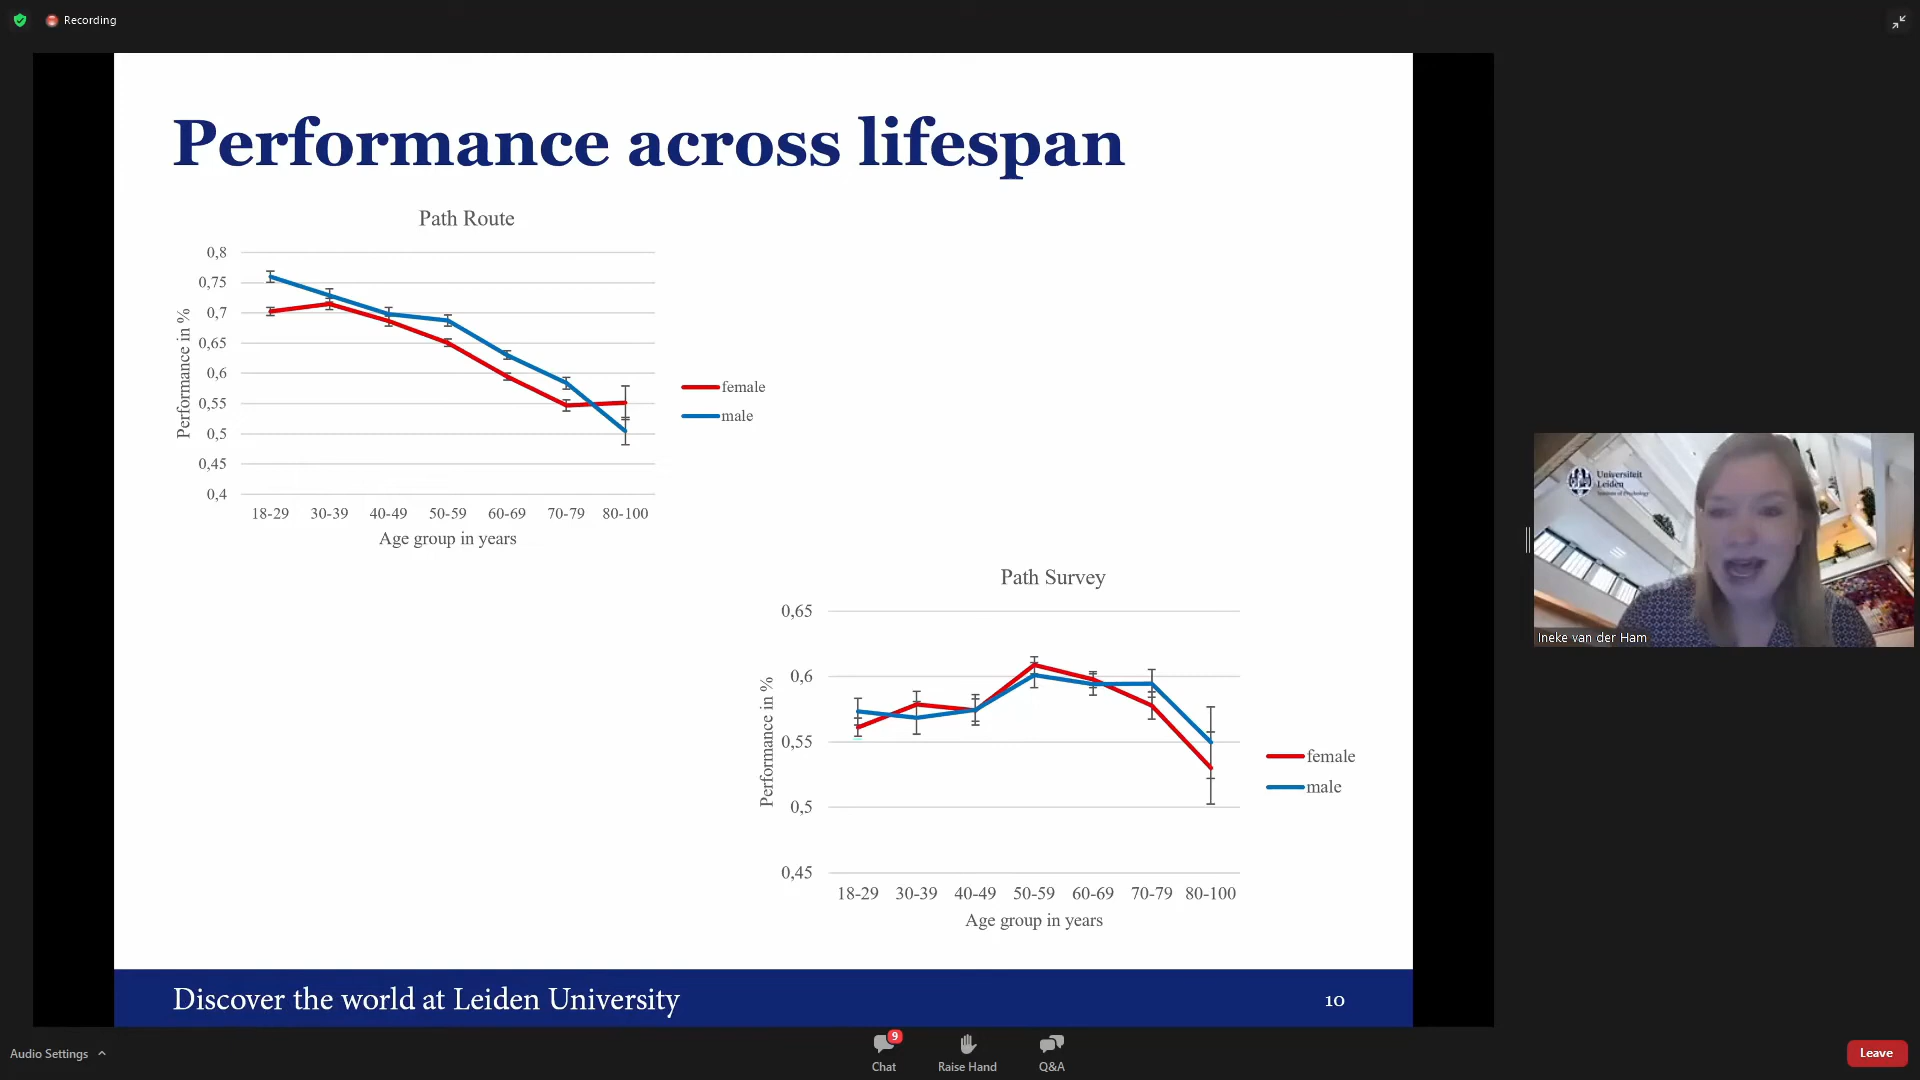 Recording
Performance across lifespan
Path Route
Performance in %
0,8
0,75
0,7
0,65
0,6
0,55
0,5
0,45
0,4
18-29 30-39 40-49 50-59 60-69 70-79 80-100
Age group in years
female
male
Path Survey
Performance in %
0,65
0,6
0,55
0,5
0,45
18-29 30-39 40-49 50-59 60-69 70-79 80-100
Age group in years
female
male
Discover the world at Leiden University
10
Universiteit
Leiden
Ineke van der Ham
Audio Settings
9
Chat
Raise Hand
Q&A
Leave